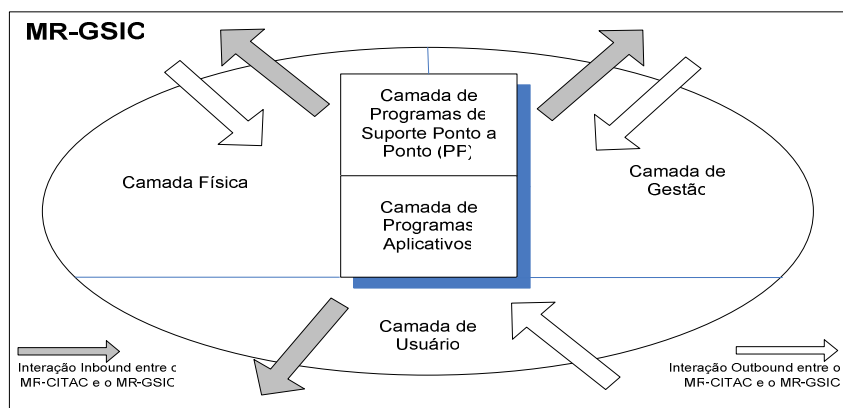 MR-GSIC
Camada de
Programas de
Suporte Ponto a
Ponto (PF)
Camada Física
Camada de
Gestão
Camada de
Programas
Aplicativos
Camada de
Usuário
Interação Inbound entre o
MR-CITAC e o MR-GSIC
Interação Outbound entre o
MR-CITAC e o MR-GSIC